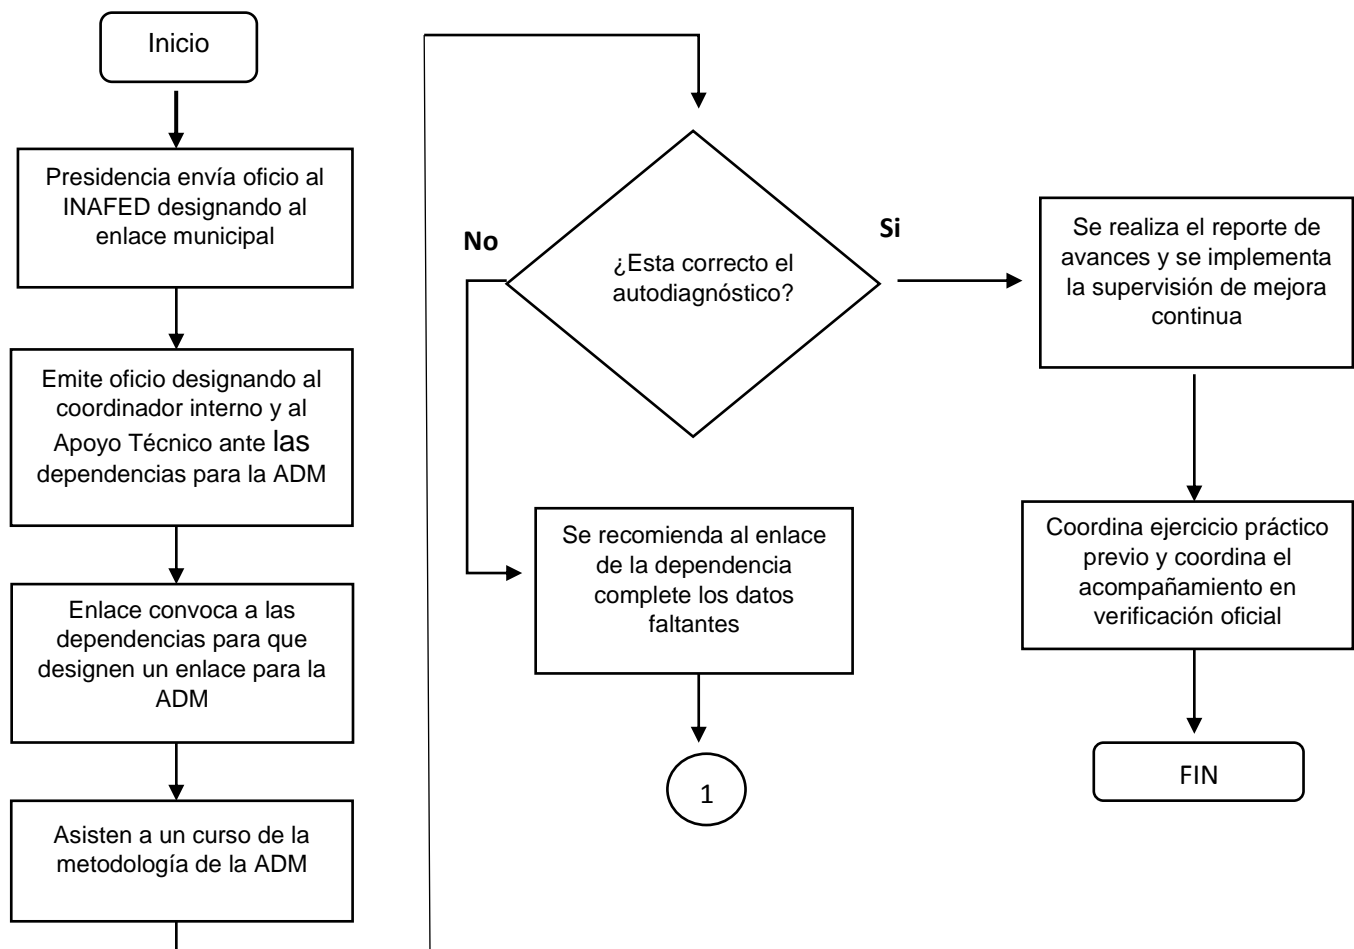 Inicio
Presidencia envía oficio al
INAFED designando al
enlace municipal
Emite oficio designando al
coordinador interno y al
Apoyo Técnico ante las
dependencias para la ADM
Enlace convoca a las
dependencias para que
designen un enlace para la
ADM
Asisten a un curso de la
metodología de la ADM
No
¿Esta correcto el
autodiagnóstico?
Si
Se recomienda al enlace
de la dependencia
complete los datos
faltantes
1
Se realiza el reporte de
avances y se implementa
la supervisión de mejora
continua
Coordina ejercicio práctico
previo y coordina el
acompañamiento en
verificación oficial
FIN